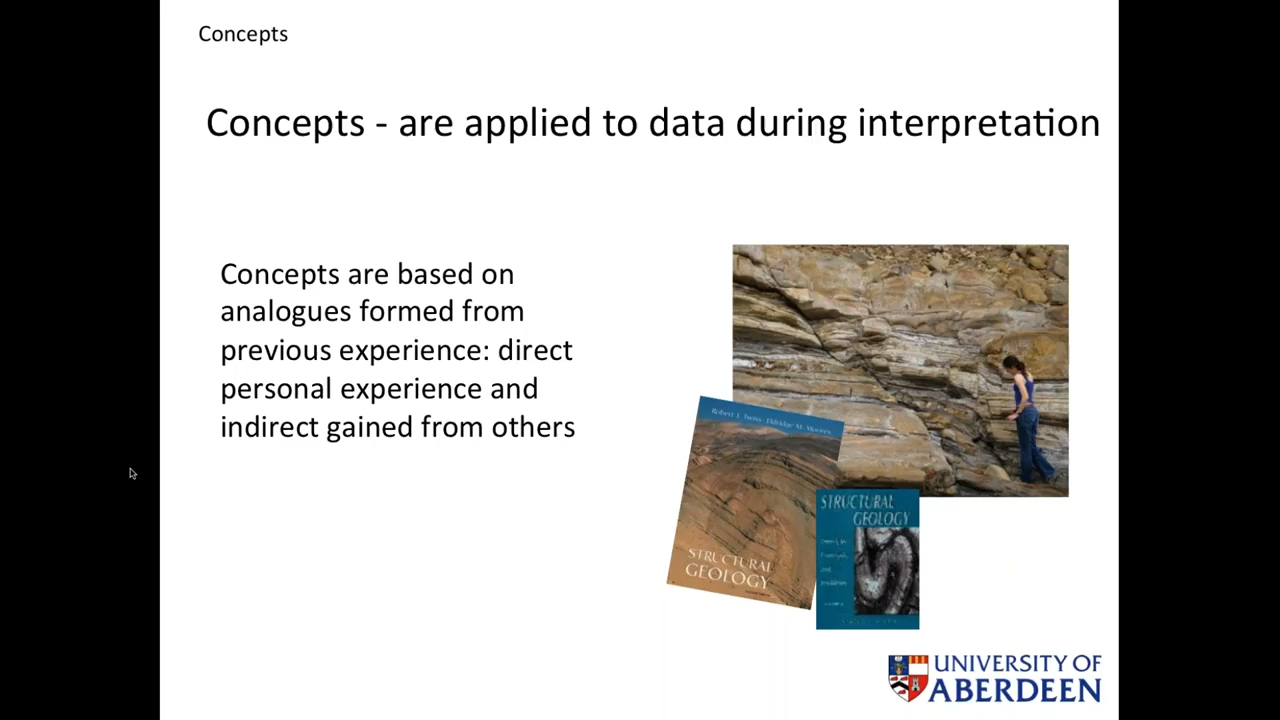 Concepts
Concepts - are applied to data during interpretation
Concepts are based on
analogues formed from
previous experience: direct
personal experience and
indirect gained from others
Robert J. Twiss · Eldridge M. Moores
STRUCTURAL
GEOLOGY
STRUCTURAL
GEOLOGY
UNIVERSITY OF
ABERDEEN